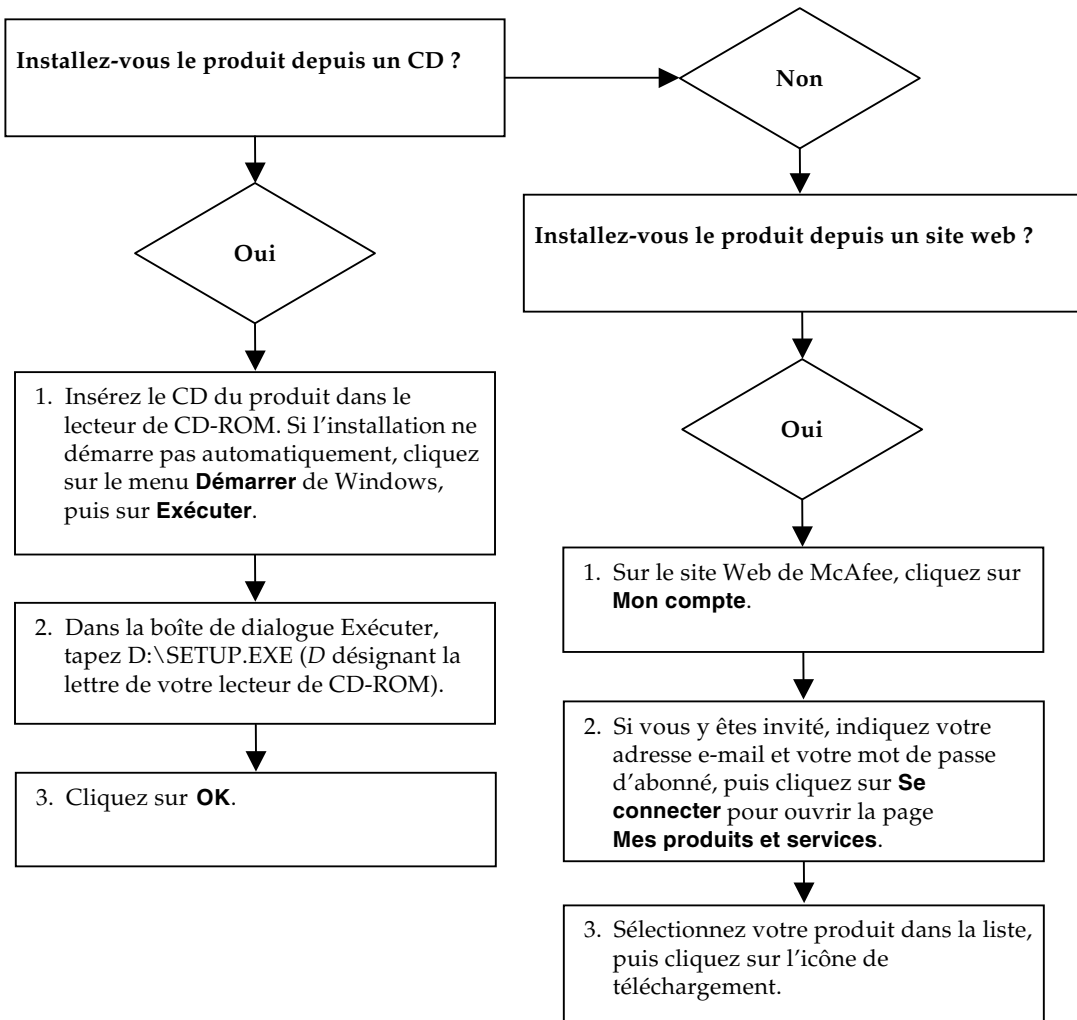 Installez-vous le produit depuis un CD ?
Non
Oui
Installez-vous le produit depuis un site web ?
Oui
1. Insérez le CD du produit dans le
lecteur de CD-ROM. Si l'installation ne
démarre pas automatiquement, cliquez
sur le menu Démarrer de Windows,
puis sur Exécuter.
2. Dans la boîte de dialogue Exécuter,
tapez D:\SETUP.EXE (D désignant la
lettre de votre lecteur de CD-ROM).
3. Cliquez sur OK.
1. Sur le site Web de McAfee, cliquez sur
Mon compte.
2. Si vous y êtes invité, indiquez votre
adresse e-mail et votre mot de passe
d'abonné, puis cliquez sur Se
connecter pour ouvrir la page
Mes produits et services.
3. Sélectionnez votre produit dans la liste,
puis cliquez sur l'icône de
téléchargement.